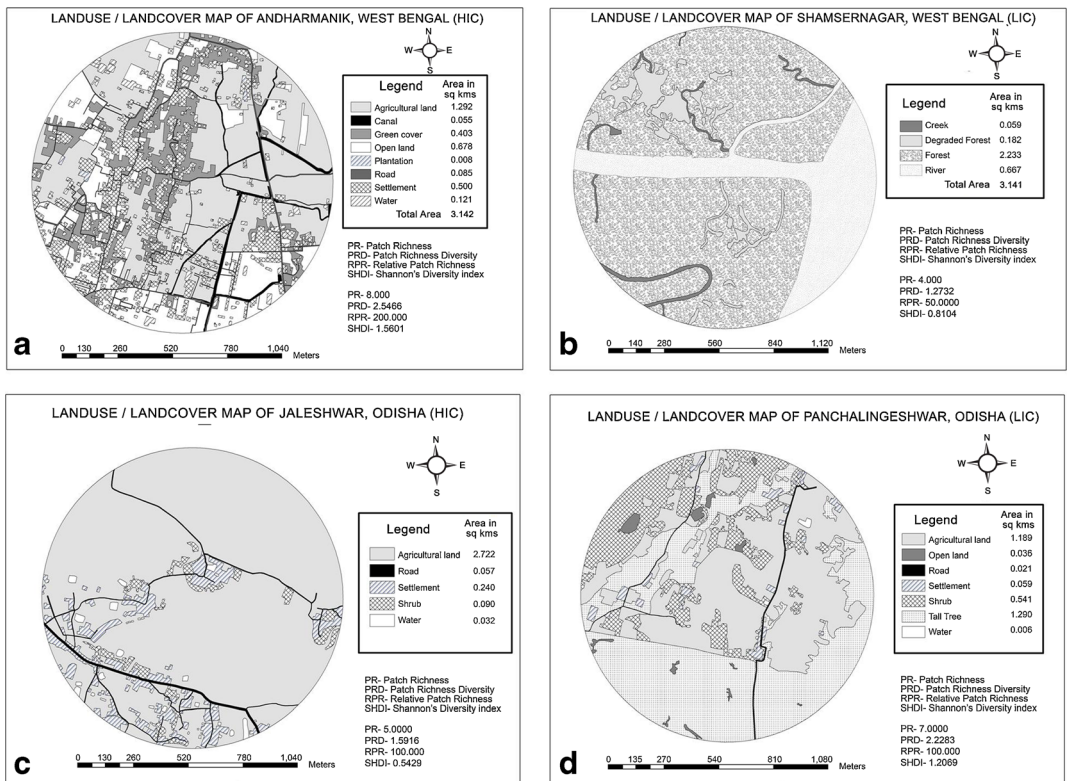 LANDUSE / LANDCOVER MAP OF ANDHARMANIK, WEST BENGAL (HIC)
N
W E
S
Legend Area in
sq kms
Agricultural land 1.292
Canal 0.055
Green cover 0.403
Open land 0.678
Plantation 0.008
Road 0.085
Settlement 0.500
Water 0.121
Total Area 3.142
PR- Patch Richness
PRD- Patch Richness Diversity
RPR- Relative Patch Richness
SHDI- Shannon's Diversity index
PR- 8.000
PRD- 2.5466
RPR- 200.000
SHDI- 1.5601
a
0 130 260 520 780 1,040
Meters
LANDUSE / LANDCOVER MAP OF SHAMSERNAGAR, WEST BENGAL (LIC)
N
W E
S
Legend Area in
sq kms
Creek 0.059
Degraded Forest 0.182
Forest 2.233
River 0.667
Total Area 3.141
PR- Patch Richness
PRD- Patch Richness Diversity
RPR- Relative Patch Richness
SHDI- Shannon's Diversity index
PR- 4.000
PRD- 1.2732
RPR- 50.0000
SHDI- 0.8104
b
0 140 280 560 840 1,120
Meters
LANDUSE / LANDCOVER MAP OF JALESHWAR, ODISHA (HIC)
N
W E
S
Legend Area in
sq kms
Agricultural land 2.722
Road 0.057
Settlement 0.240
Shrub 0.090
Water 0.032
PR- Patch Richness
PRD- Patch Richness Diversity
RPR- Relative Patch Richness
SHDI- Shannon's Diversity index
PR- 5.0000
PRD- 1.5916
RPR- 100.000
SHDI- 0.5429
c
0 130 260 520 780 1,040
Meters
LANDUSE / LANDCOVER MAP OF PANCHALINGESHWAR, ODISHA (LIC)
N
W E
S
Legend Area in
sq kms
Agricultural land 1.189
Open land 0.036
Road 0.021
Settlement 0.059
Shrub 0.541
Tall Tree 1.290
Water 0.006
PR- Patch Richness
PRD- Patch Richness Diversity
RPR- Relative Patch Richness
SHDI- Shannon's Diversity index
PR- 7.0000
PRD- 2.2283
RPR- 100.000
SHDI- 1.2069
d
0 135 270 540 810 1,080
Meters